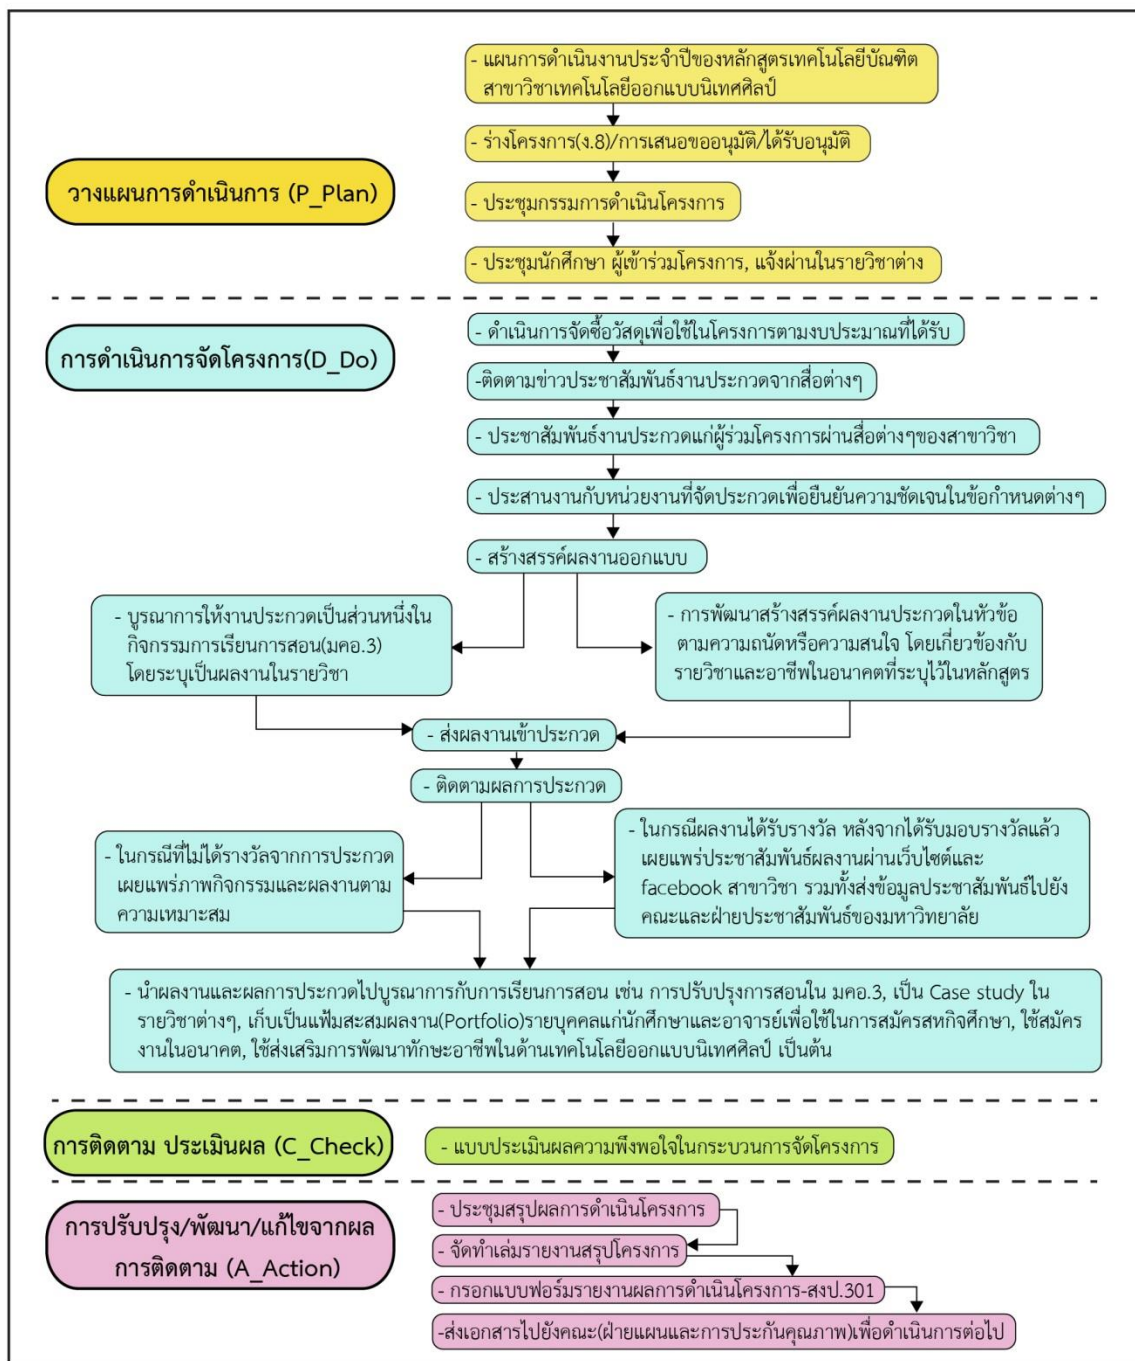 - แผนการดำเนินงานประจำปีของหลักสูตรเทคโนโลยีบัณฑิต
สาขาวิชาเทคโนโลยีออกแบบนิเทศศิลป์
- ร่างโครงการ(ง.8)/การเสนอขออนุมัติ/ได้รับอนุมัติ
วางแผนการดำเนินการ (P_Plan)
- ประชุมกรรมการดำเนินโครงการ
- ประชุมนักศึกษา ผู้เข้าร่วมโครงการ, แจ้งผ่านในรายวิชาต่าง
การดำเนินการจัดโครงการ(D_Do)
- ดำเนินการจัดซื้อวัสดุเพื่อใช้ในโครงการตามงบประมาณที่ได้รับ
-ติดตามข่าวประชาสัมพันธ์งานประกวดจากสื่อต่างๆ
- ประชาสัมพันธ์งานประกวดแก่ผู้ร่วมโครงการผ่านสื่อต่างๆของสาขาวิชา
- ประสานงานกับหน่วยงานที่จัดประกวดเพื่อยืนยันความชัดเจนในข้อกำหนดต่างๆ
- สร้างสรรค์ผลงานออกแบบ
- บูรณาการให้งานประกวดเป็นส่วนหนึ่งใน
กิจกรรมการเรียนการสอน(มคอ.3)
โดยระบุเป็นผลงานในรายวิชา
- การพัฒนาสร้างสรรค์ผลงานประกวดในหัวข้อ
ตามความถนัดหรือความสนใจ โดยเกี่ยวข้องกับ
รายวิชาและอาชีพในอนาคตที่ระบุไว้ในหลักสูตร
- ส่งผลงานเข้าประกวด
- ติดตามผลการประกวด
- ในกรณีที่ไม่ได้รางวัลจากการประกวด
เผยแพร่ภาพกิจกรรมและผลงานตาม
ความเหมาะสม
- ในกรณีผลงานได้รับรางวัล หลังจากได้รับมอบรางวัลแล้ว
เผยแพร่ประชาสัมพันธ์ผลงานผ่านเว็บไซต์และ
facebook สาขาวิชา รวมทั้งส่งข้อมูลประชาสัมพันธ์ไปยัง
คณะและฝ่ายประชาสัมพันธ์ของมหาวิทยาลัย
- นำผลงานและผลการประกวดไปบูรณาการกับการเรียนการสอน เช่น การปรับปรุงการสอนใน มคอ.3, เป็น Case study ใน
รายวิชาต่างๆ, เก็บเป็นแฟ้มสะสมผลงาน(Portfolio)รายบุคคลแก่นักศึกษาและอาจารย์เพื่อใช้ในการสมัครสหกิจศึกษา, ใช้สมัคร
งานในอนาคต, ใช้ส่งเสริมการพัฒนาทักษะอาชีพในด้านเทคโนโลยีออกแบบนิเทศศิลป์ เป็นต้น
การติดตาม ประเมินผล (C_Check)
- แบบประเมินผลความพึงพอใจในกระบวนการจัดโครงการ
การปรับปรุง/พัฒนา/แก้ไขจากผล
การติดตาม (A_Action)
- ประชุมสรุปผลการดำเนินโครงการ
- จัดทำเล่มรายงานสรุปโครงการ
- กรอกแบบฟอร์มรายงานผลการดำเนินโครงการ-สงป.301
-ส่งเอกสารไปยังคณะ(ฝ่ายแผนและการประกันคุณภาพ)เพื่อดำเนินการต่อไป